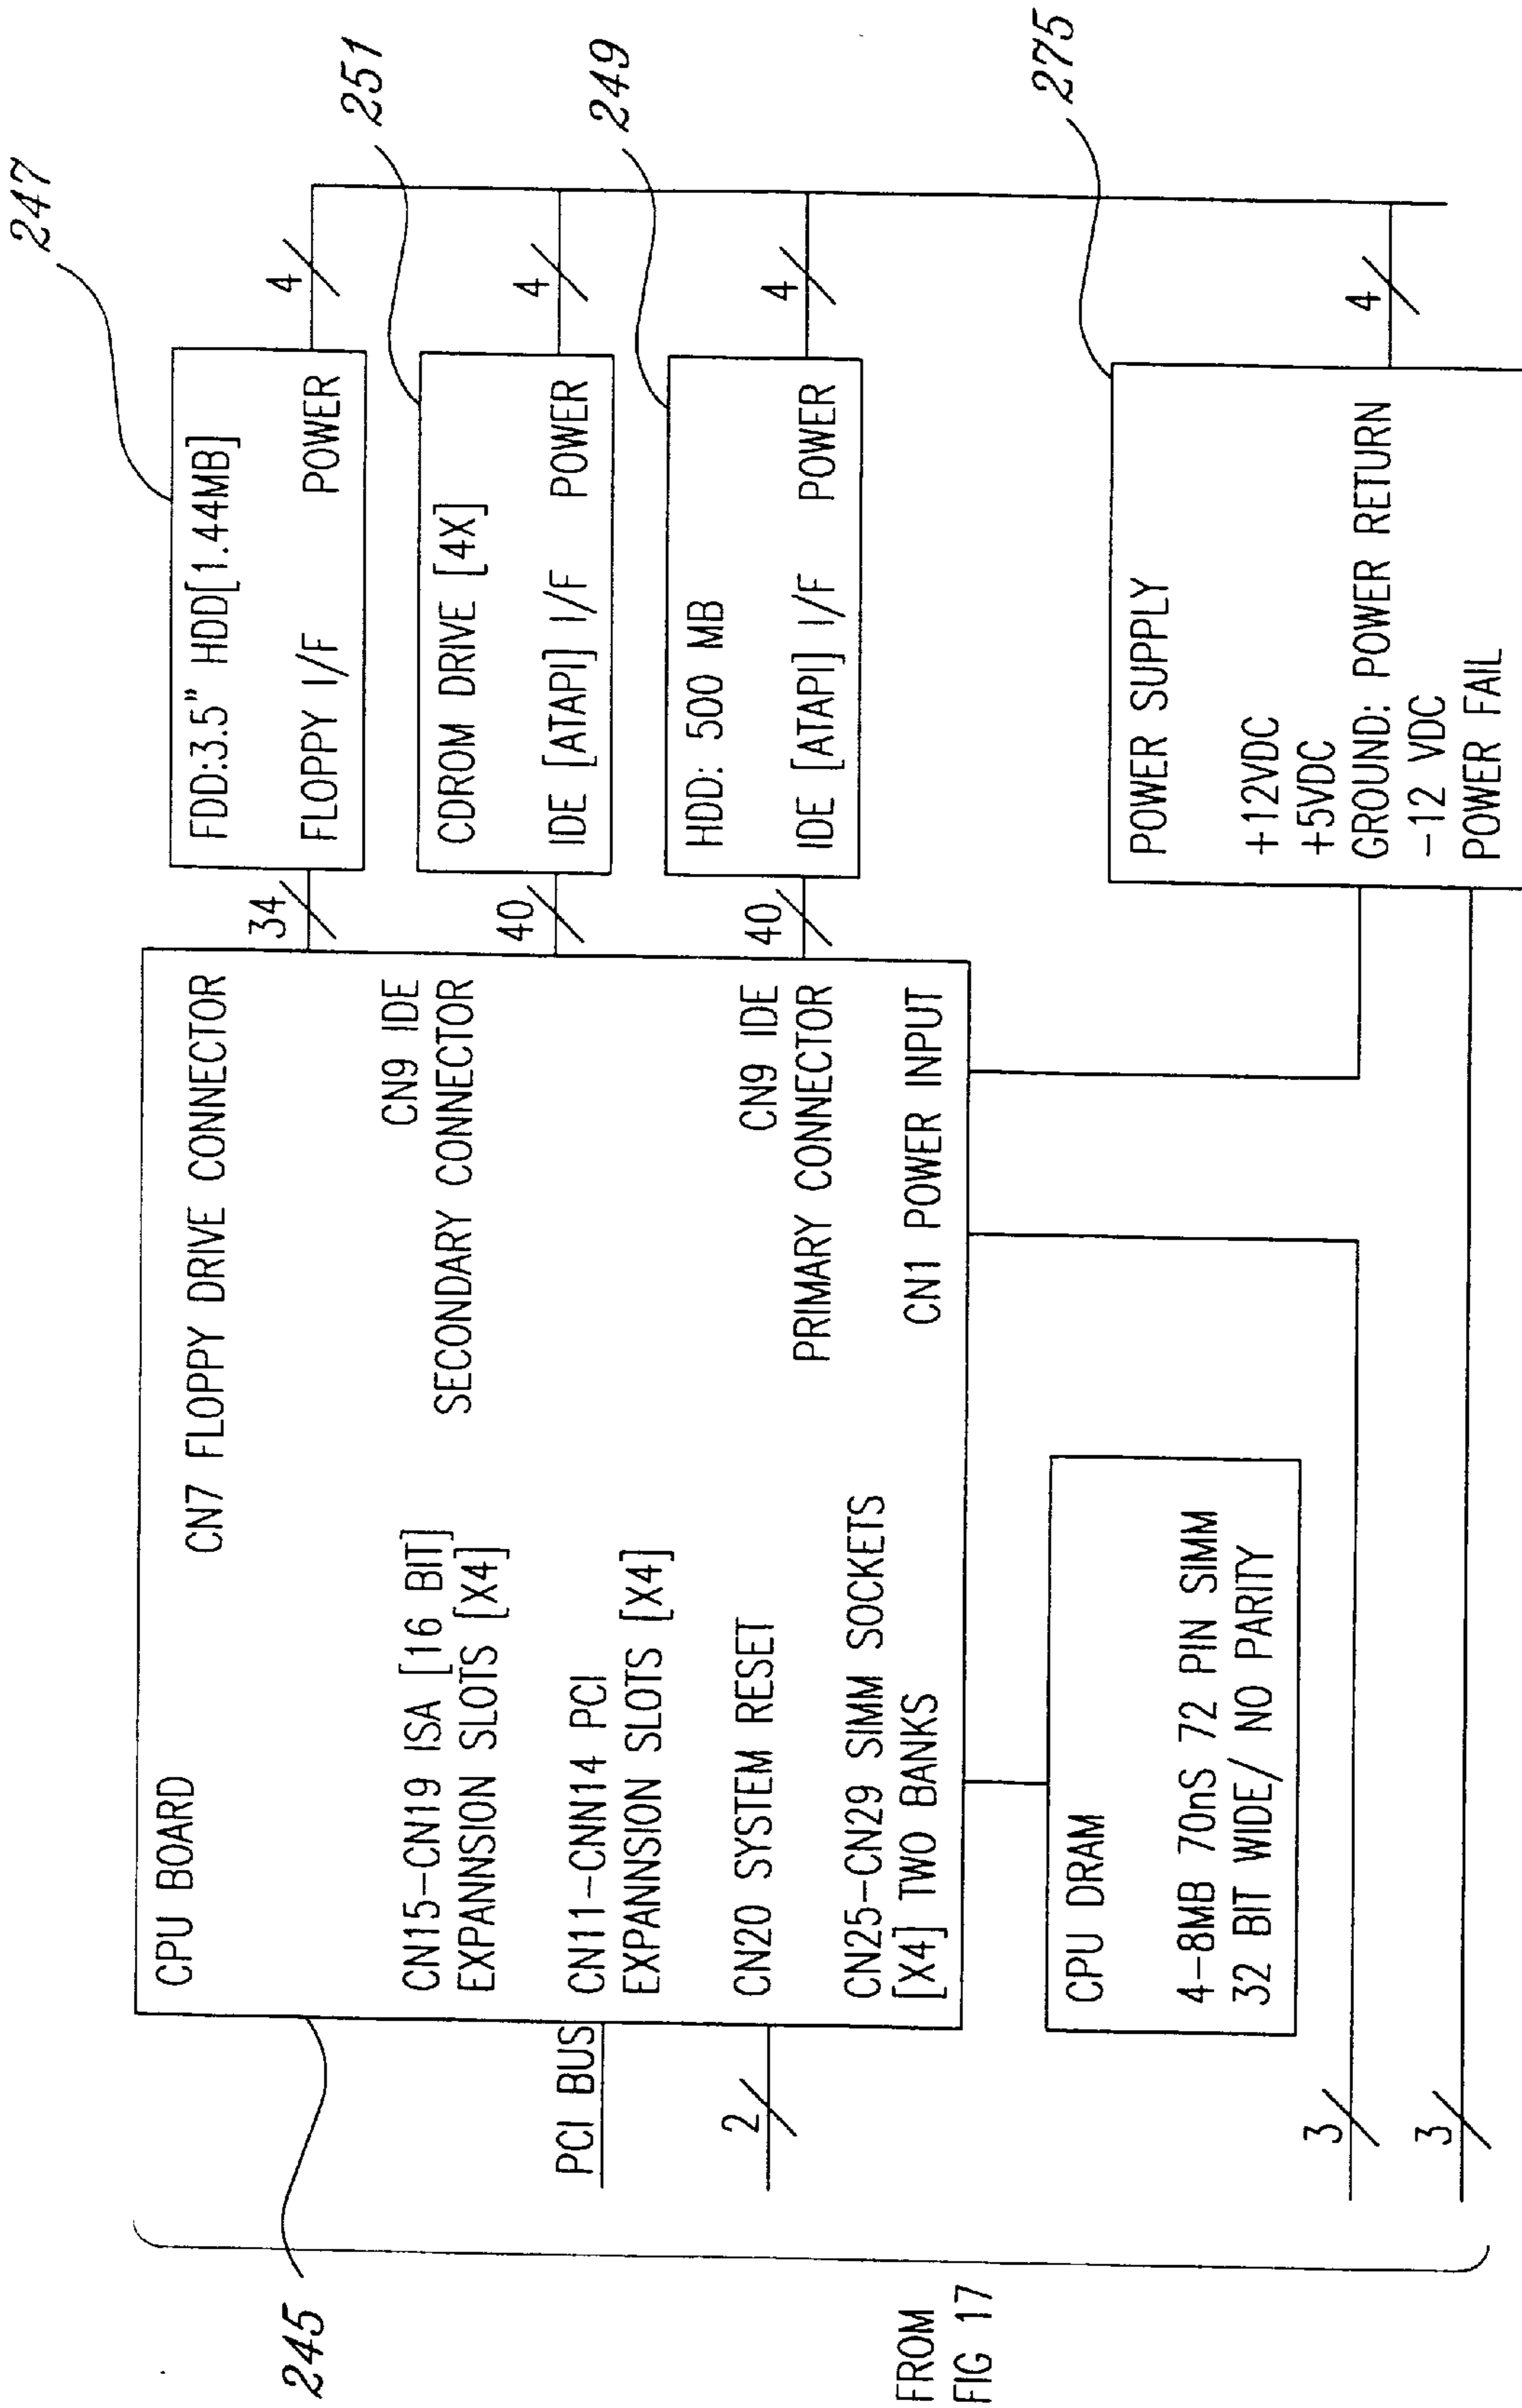 247
251
249
275
FDD:3.5" HDD[1.44MB]
FLOPPY I/F POWER
34
4
CDROM DRIVE [4X]
IDE [ATAPI] I/F POWER
40
4
HDD: 500 MB
IDE [ATAPI] I/F POWER
40
4
POWER SUPPLY
+12VDC
+5VDC
GROUND: POWER RETURN
-12 VDC
POWER FAIL
4
CPU BOARD
CN7 FLOPPY DRIVE CONNECTOR
CN9 IDE
SECONDARY CONNECTOR
CN15-CN19 ISA [16 BIT]
EXPANNSION SLOTS [X4]
CN11-CNN14 PCI
EXPANNSION SLOTS [X4]
CN9 IDE
PRIMARY CONNECTOR
CN20 SYSTEM RESET
CN25-CN29 SIMM SOCKETS
[X4] TWO BANKS
CN1 POWER INPUT
CPU DRAM
4-8MB 70nS 72 PIN SIMM
32 BIT WIDE/ NO PARITY
PCI BUS
2
3
3
245
FROM
FIG 17